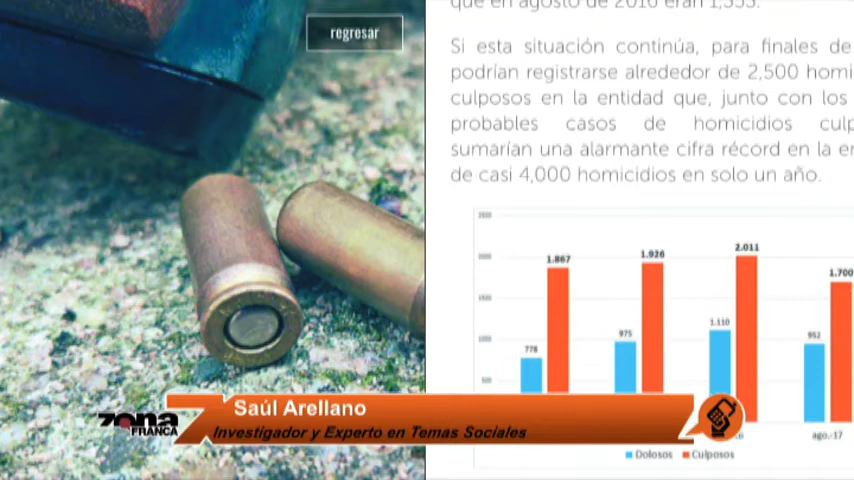 regresar
que en agosto de 2016 eran 1,555.
Si esta situación continúa, para finales de
podrían registrarse alrededor de 2,500 homi
culposos en la entidad que, junto con los
probables casos de homicidios culp
sumarían una alarmante cifra récord en la en
de casi 4,000 homicidios en solo un año.
2500
2000
1500
1000
500
778
1.867
975
1.926
1.110
2.011
952
1.700
ago.-17
Dolosos
Culposos
zona
FRANCA
Saúl Arellano
Investigador y Experto en Temas Sociales